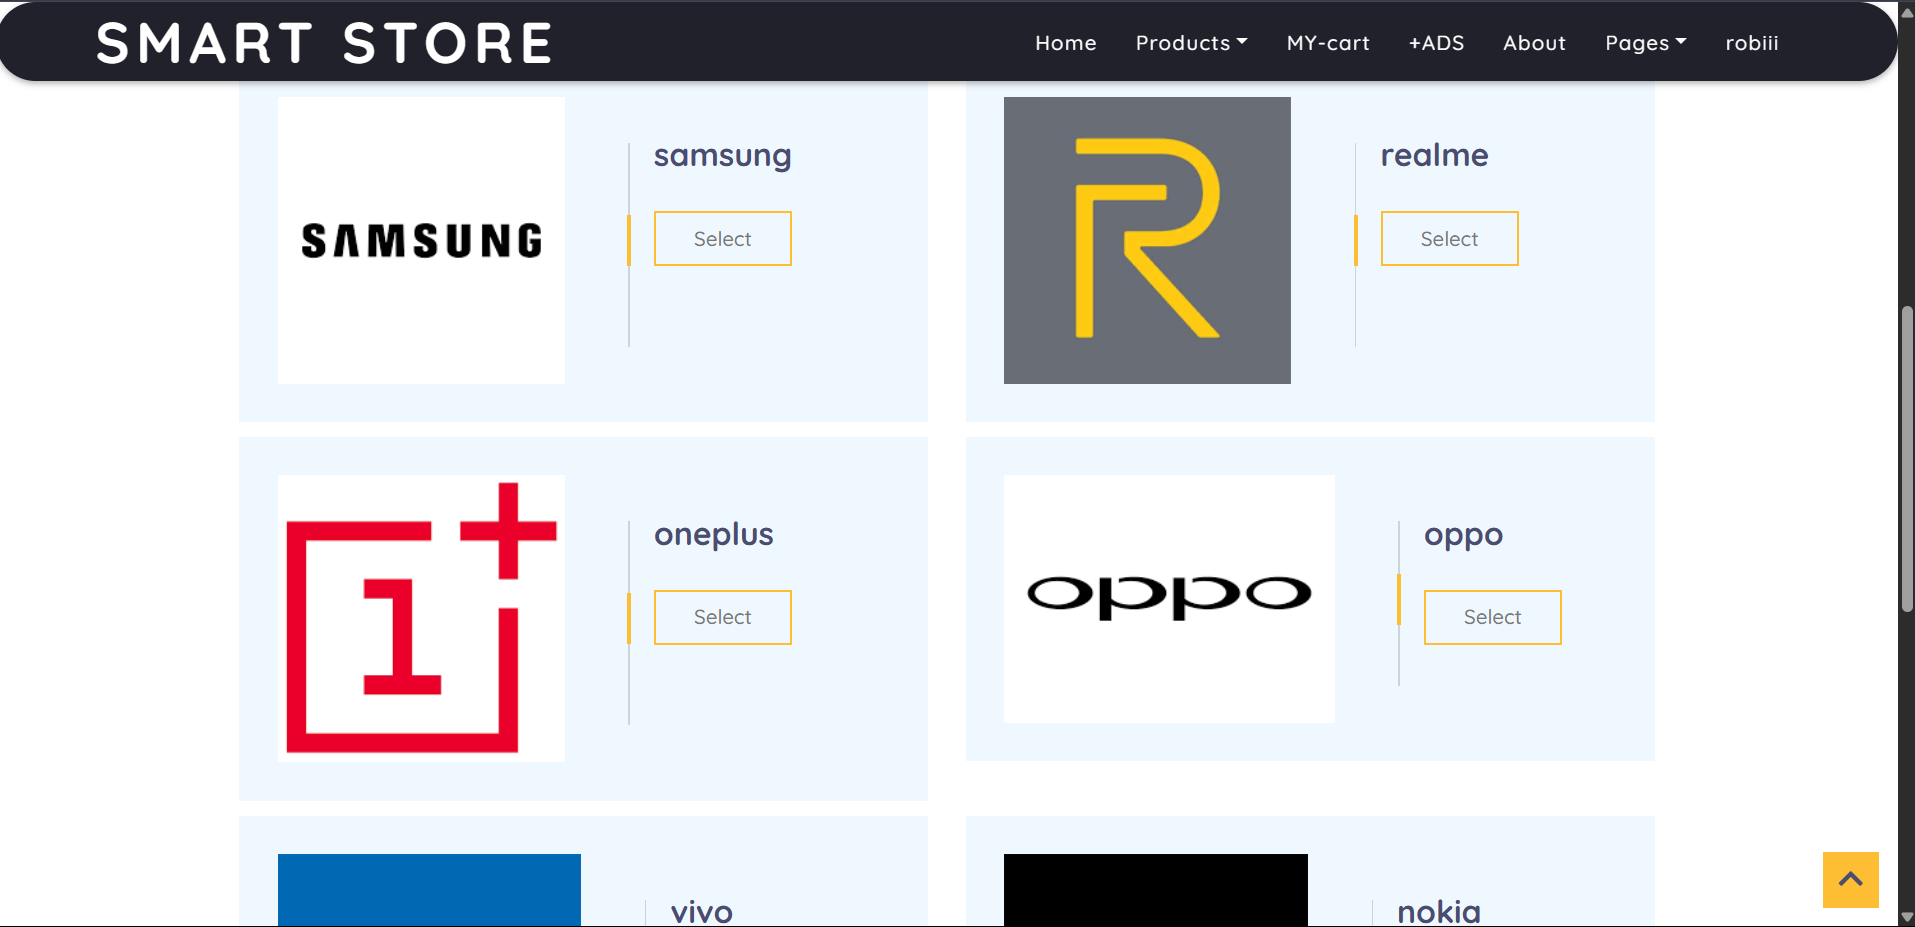 SMART STORE
Home Products MY-cart +ADS About Pages robiii
SAMSUNG
samsung
Select
R
realme
Select
1+
oneplus
Select
oppo
oppo
Select
vivo
nokia